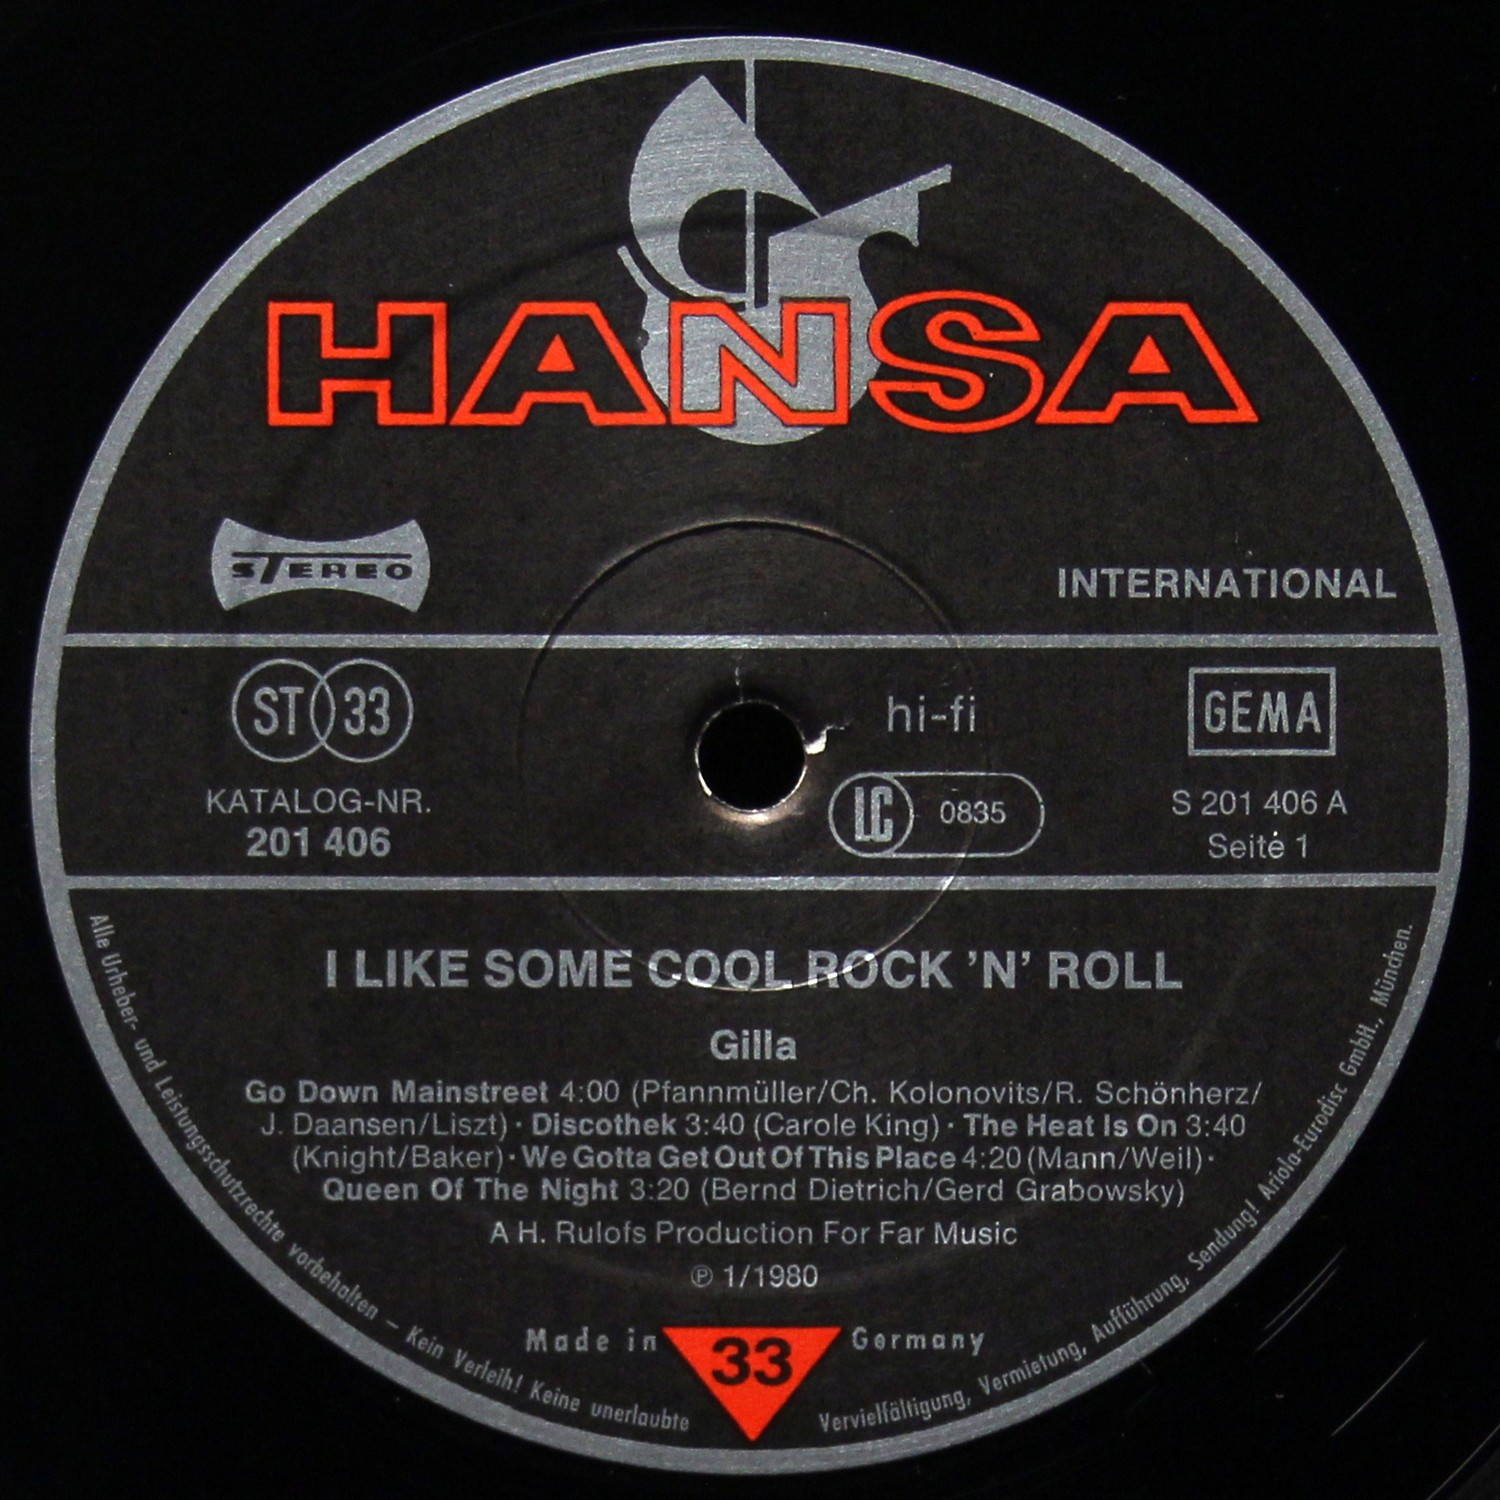 HANSA
STEREO
INTERNATIONAL
ST 33
hi-fi
GEMA
KATALOG-NR.
201 406
LC 0835
S 201 406 A
Seite 1
I LIKE SOME COOL ROCK 'N' ROLL
Gilla
Go Down Mainstreet 4:00 (Pfannmüller/Ch. Kolonovits/R. Schönherz/
J. Daansen/Liszt) · Discothek 3:40 (Carole King) · The Heat Is On 3:40
(Knight/Baker) · We Gotta Get Out Of This Place 4:20 (Mann/Weil) ·
Queen Of The Night 3:20 (Bernd Dietrich/Gerd Grabowsky)
A H. Rulofs Production For Far Music
℗ 1/1980
Made in 33 Germany
Alle Urheber- und Leistungsschutzrechte vorbehalten – Kein Verleih! Keine unerlaubte Vervielfältigung, Vermietung, Aufführung, Sendung! Ariola-Eurodisc GmbH., München.